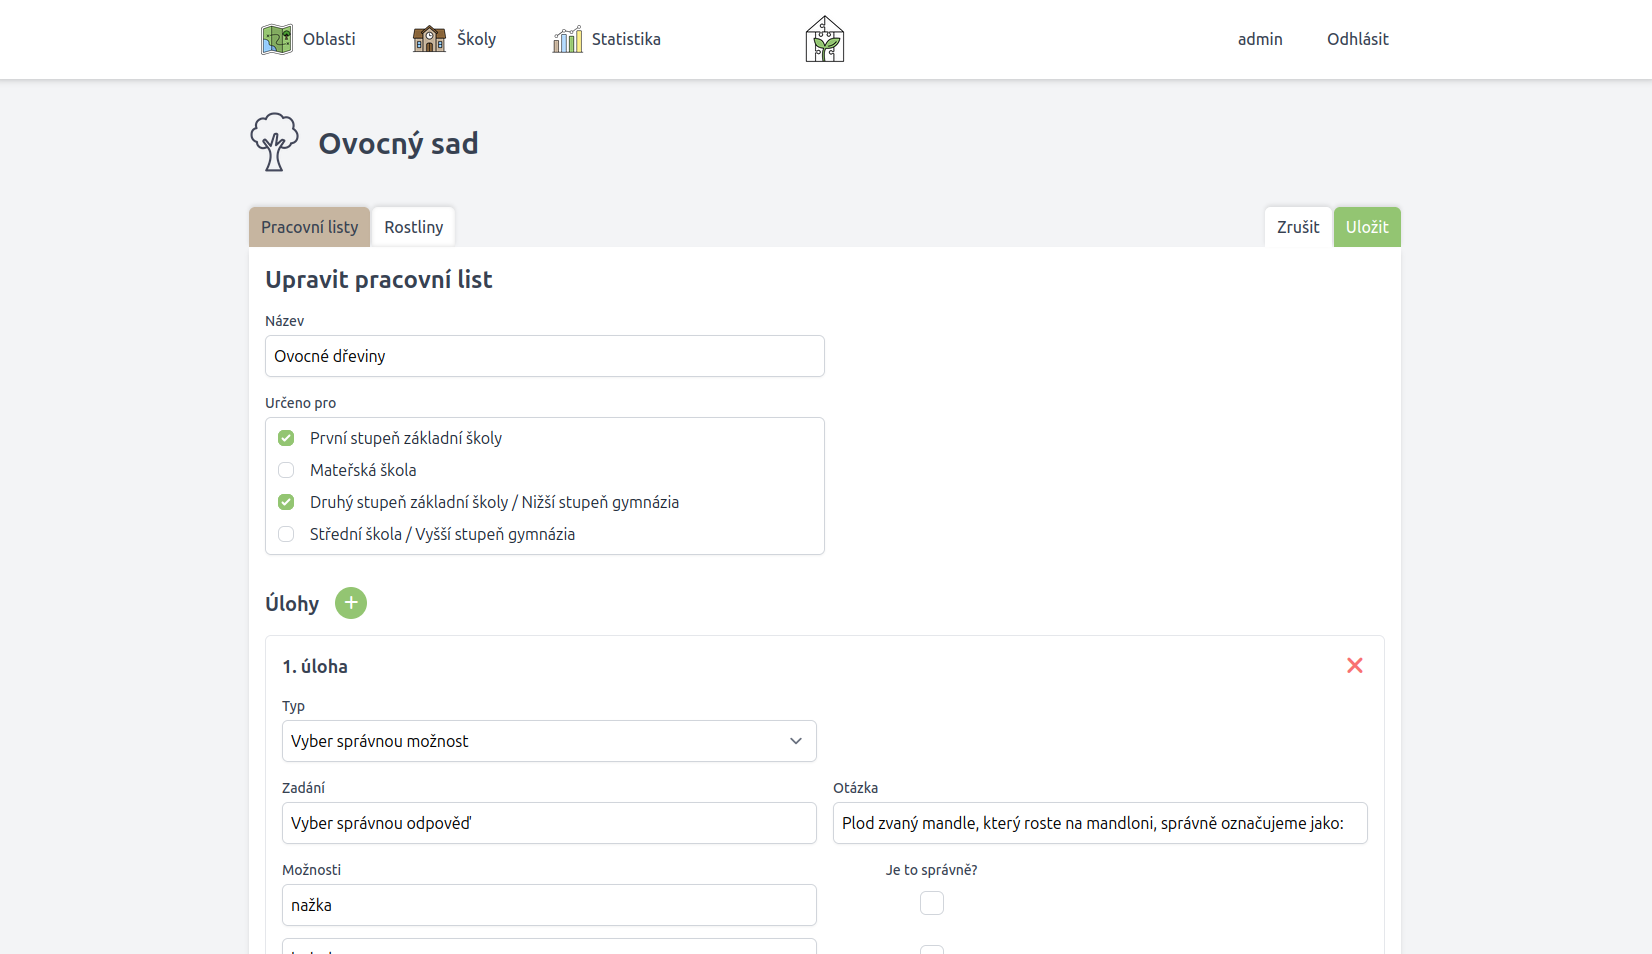 Oblasti
Školy
Statistika
admin
Odhlásit
Ovocný sad
Pracovní listy
Rostliny
Zrušit
Uložit
Upravit pracovní list
Název
Ovocné dřeviny
Určeno pro
První stupeň základní školy
Mateřská škola
Druhý stupeň základní školy / Nižší stupeň gymnázia
Střední škola / Vyšší stupeň gymnázia
Úlohy
1. úloha
Typ
Vyber správnou možnost
Zadání
Otázka
Vyber správnou odpověď
Plod zvaný mandle, který roste na mandloni, správně označujeme jako:
Možnosti
Je to správně?
nažka